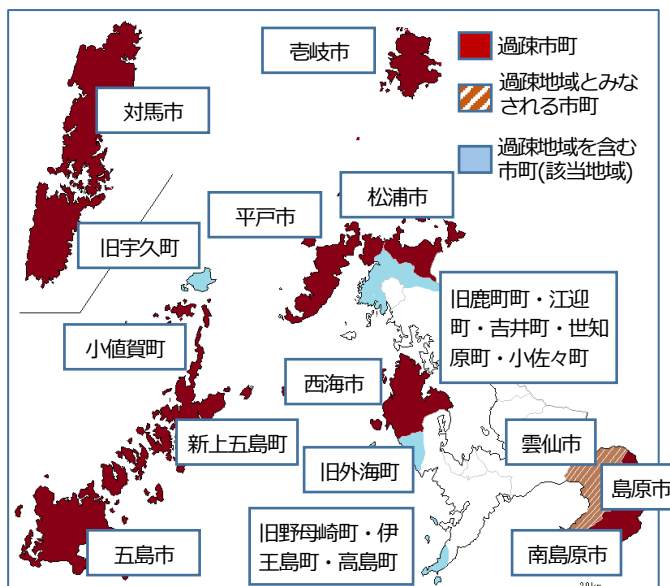 壱岐市
過疎市町
過疎地域とみな
される市町
過疎地域を含む
市町(該当地域)
対馬市
松浦市
平戸市
旧宇久町
旧鹿町町・江迎
町・吉井町・世知
原町・小佐々町
小値賀町
西海市
新上五島町
雲仙市
旧外海町
島原市
旧野母崎町・伊
王島町・高島町
五島市
南島原市